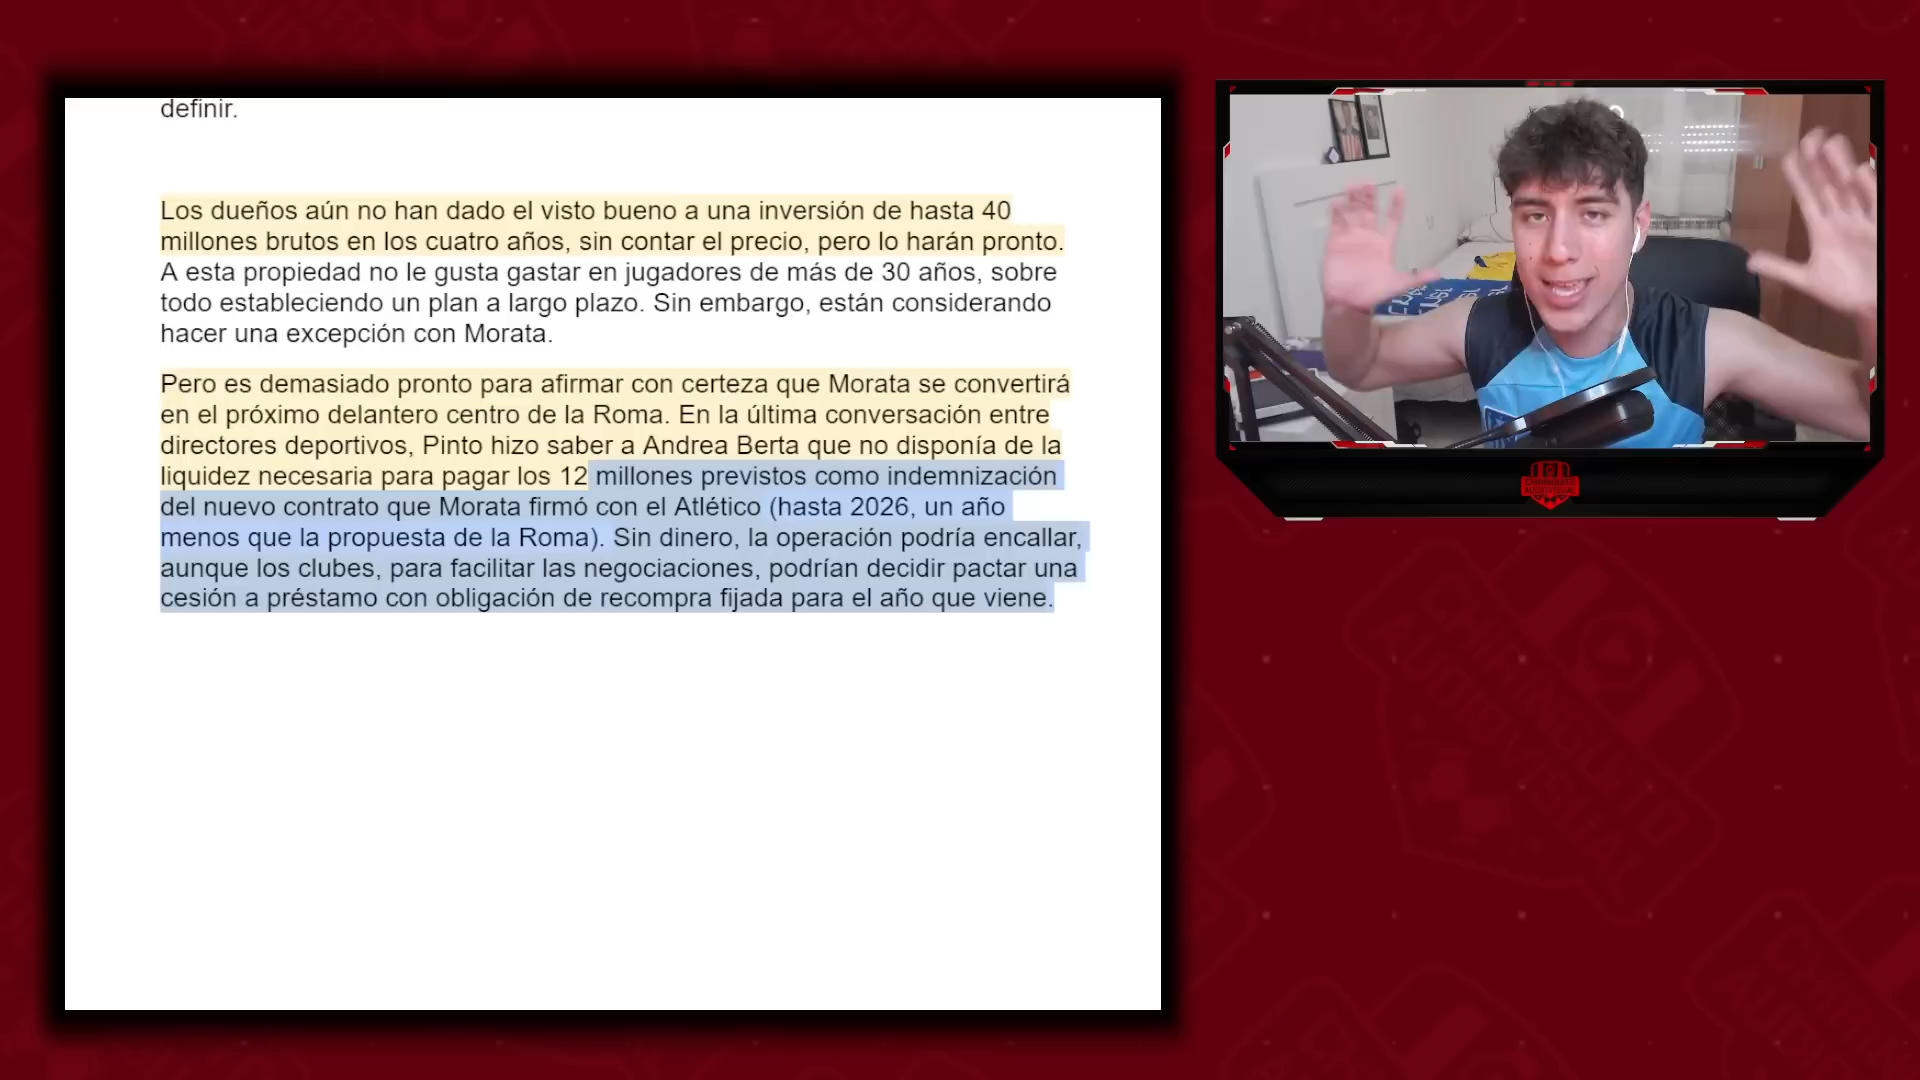 definir.
Los dueños aún no han dado el visto bueno a una inversión de hasta 40
millones brutos en los cuatro años, sin contar el precio, pero lo harán pronto.
A esta propiedad no le gusta gastar en jugadores de más de 30 años, sobre
todo estableciendo un plan a largo plazo. Sin embargo, están considerando
hacer una excepción con Morata.
Pero es demasiado pronto para afirmar con certeza que Morata se convertirá
en el próximo delantero centro de la Roma. En la última conversación entre
directores deportivos, Pinto hizo saber a Andrea Berta que no disponía de la
liquidez necesaria para pagar los 12 millones previstos como indemnización
del nuevo contrato que Morata firmó con el Atlético (hasta 2026, un año
menos que la propuesta de la Roma). Sin dinero, la operación podría encallar,
aunque los clubes, para facilitar las negociaciones, podrían decidir pactar una
cesión a préstamo con obligación de recompra fijada para el año que viene.
CHIRINGUITO
AUDIOVISUAL